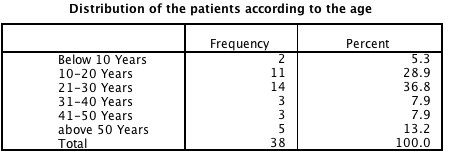 Distribution of the patients according to the age
Frequency Percent
Below 10 Years 2 5.3
10-20 Years 11 28.9
21-30 Years 14 36.8
31-40 Years 3 7.9
41-50 Years 3 7.9
above 50 Years 5 13.2
Total 38 100.0